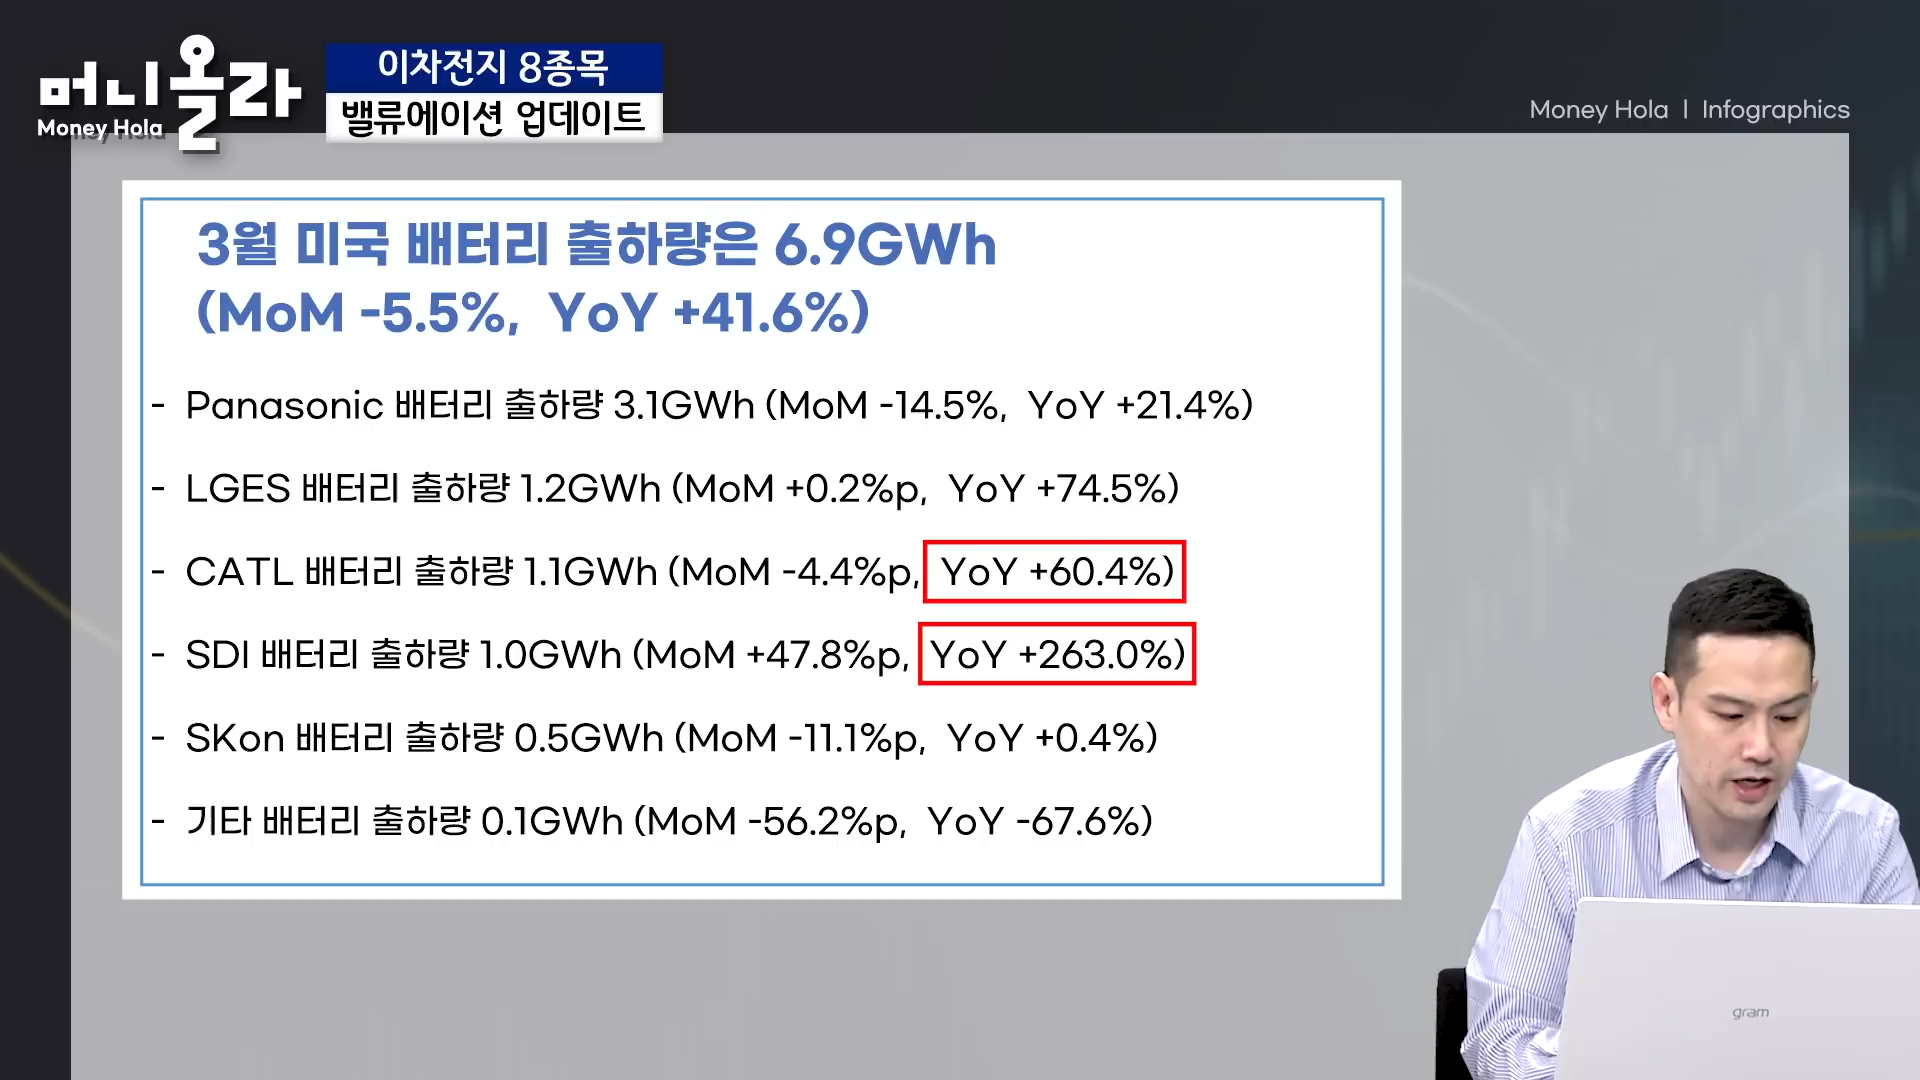 머니올라
Money Hola
이차전지 8종목
밸류에이션 업데이트
Money Hola | Infographics
3월 미국 배터리 출하량은 6.9GWh
(MoM -5.5%, YoY +41.6%)
- Panasonic 배터리 출하량 3.1GWh (MoM -14.5%, YoY +21.4%)
- LGES 배터리 출하량 1.2GWh (MoM +0.2%p, YoY +74.5%)
- CATL 배터리 출하량 1.1GWh (MoM -4.4%p, YoY +60.4%)
- SDI 배터리 출하량 1.0GWh (MoM +47.8%p, YoY +263.0%)
- SKon 배터리 출하량 0.5GWh (MoM -11.1%p, YoY +0.4%)
- 기타 배터리 출하량 0.1GWh (MoM -56.2%p, YoY -67.6%)
gram